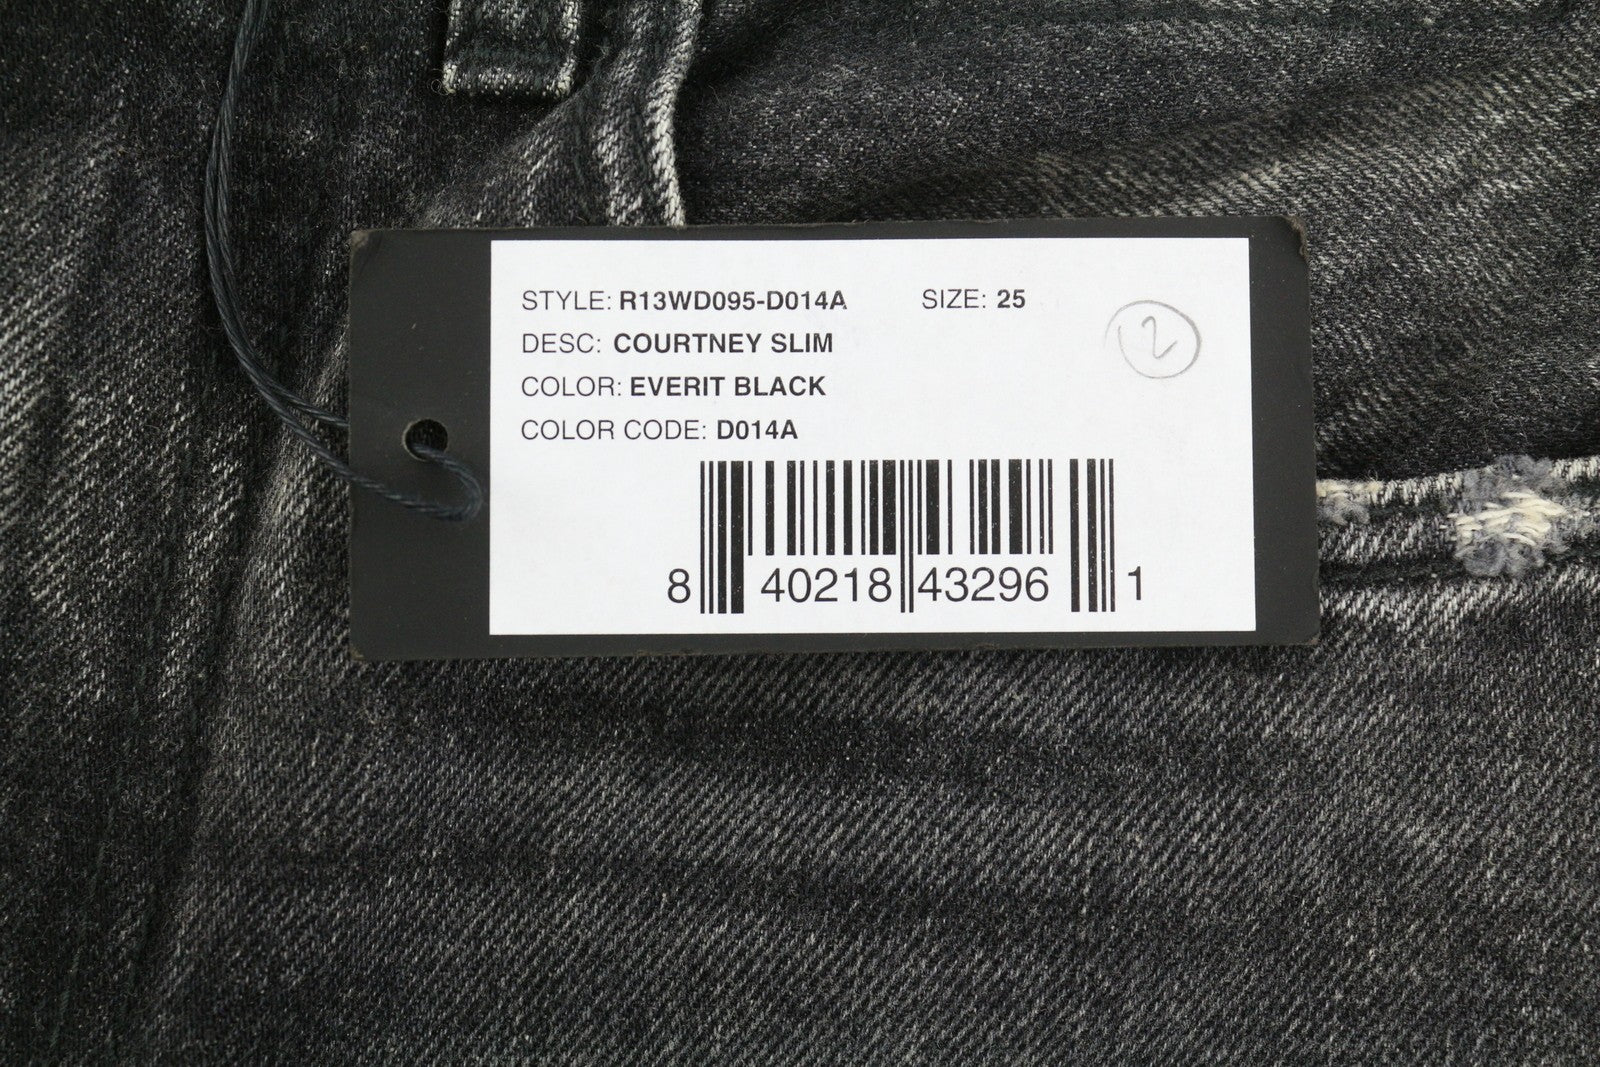 STYLE: R13WD095-D014A SIZE: 25
DESC: COURTNEY SLIM
COLOR: EVERIT BLACK
COLOR CODE: D014A
2
8 40218 43296 1